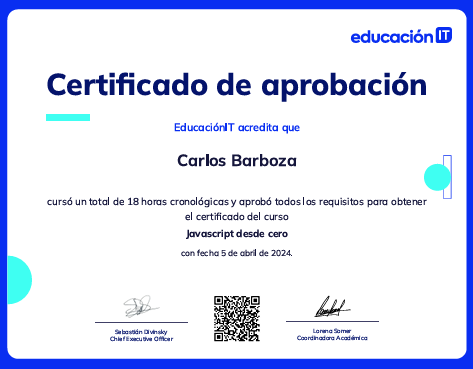 educación IT
Certificado de aprobación
EducaciónIT acredita que
Carlos Barboza
cursó un total de 18 horas cronológicas y aprobó todos los requisitos para obtener
el certificado del curso
Javascript desde cero
con fecha 5 de abril de 2024.
Sebastián Divinsky
Chief Executive Officer
Lorena Somer
Coordinadora Académica